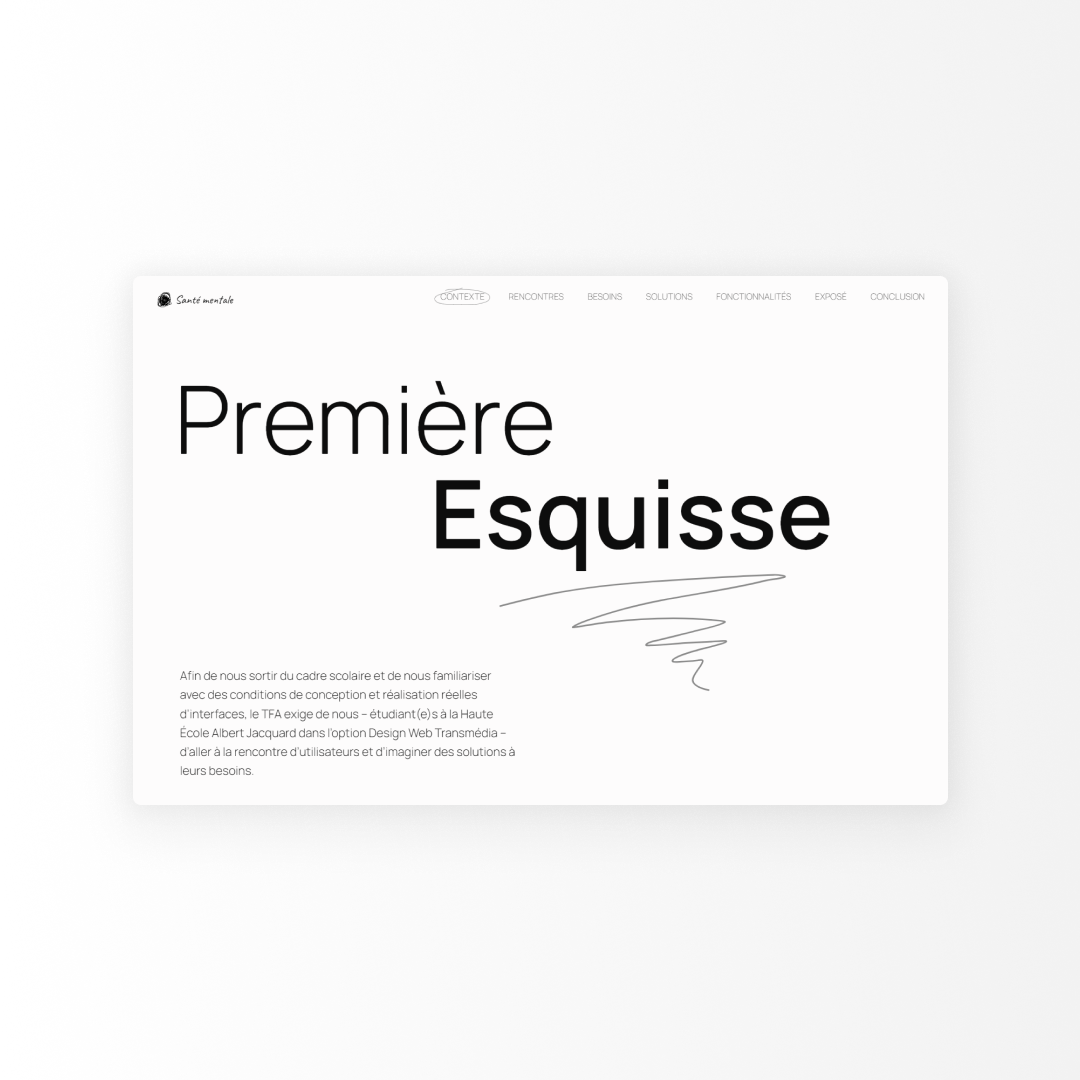 Santé mentale
CONTEXTE RENCONTRES BESOINS SOLUTIONS FONCTIONNALITÉS EXPOSÉ CONCLUSION
Première
Esquisse
Afin de nous sortir du cadre scolaire et de nous familiariser
avec des conditions de conception et réalisation réelles
d'interfaces, le TFA exige de nous – étudiant(e)s à la Haute
École Albert Jacquard dans l'option Design Web Transmédia –
d'aller à la rencontre d'utilisateurs et d'imaginer des solutions à
leurs besoins.